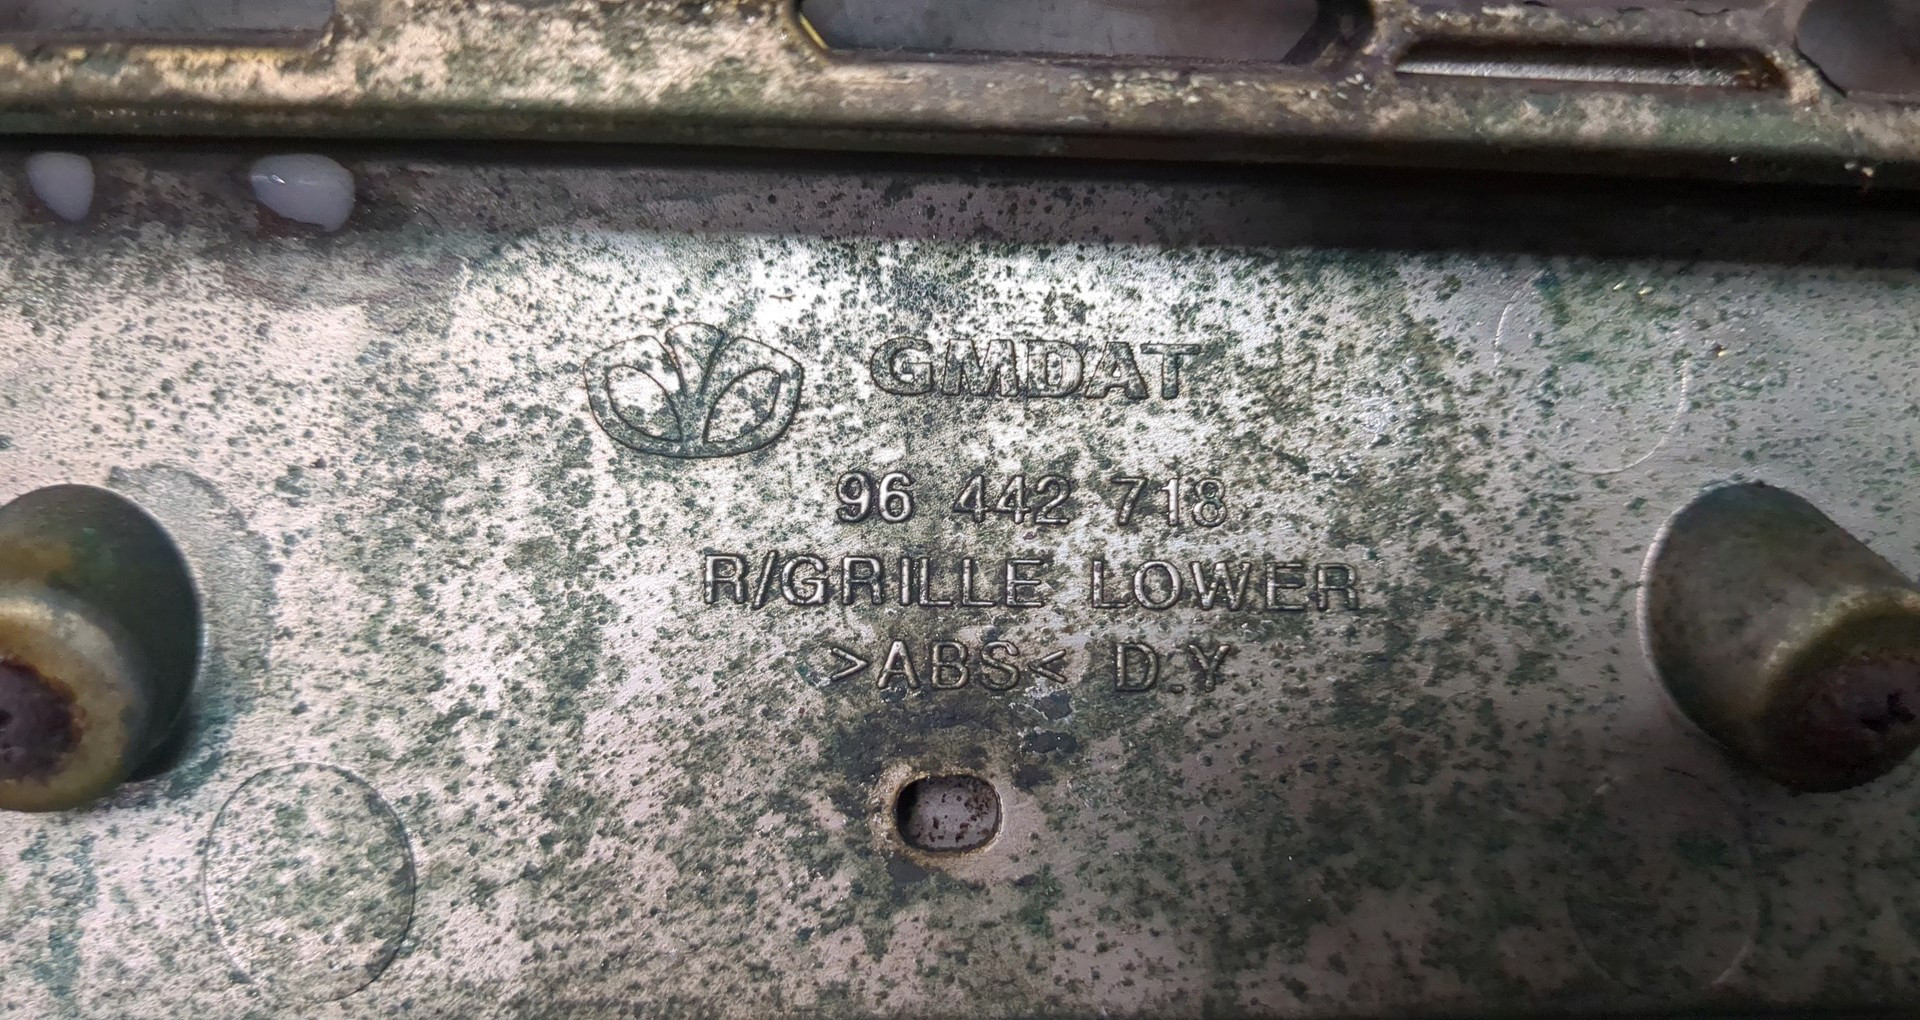 GMDAT
96 442 718
R/GRILLE LOWER
>ABS< D.Y